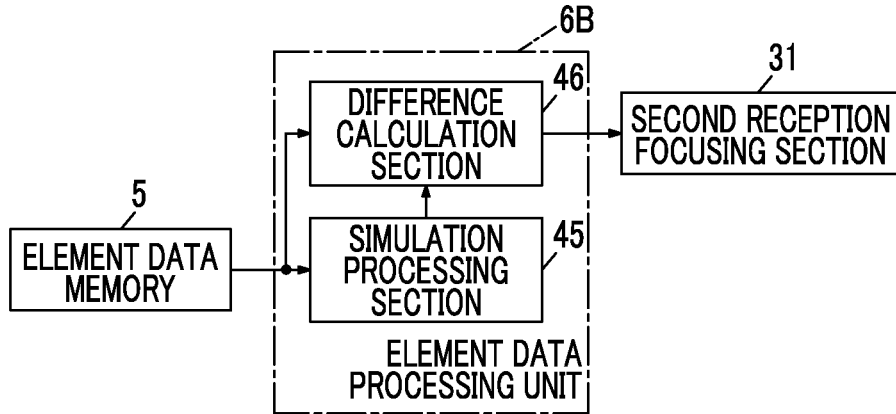 6B
46
DIFFERENCE
CALCULATION
SECTION
31
SECOND RECEPTION
FOCUSING SECTION
5
ELEMENT DATA
MEMORY
45
SIMULATION
PROCESSING
SECTION
ELEMENT DATA
PROCESSING UNIT